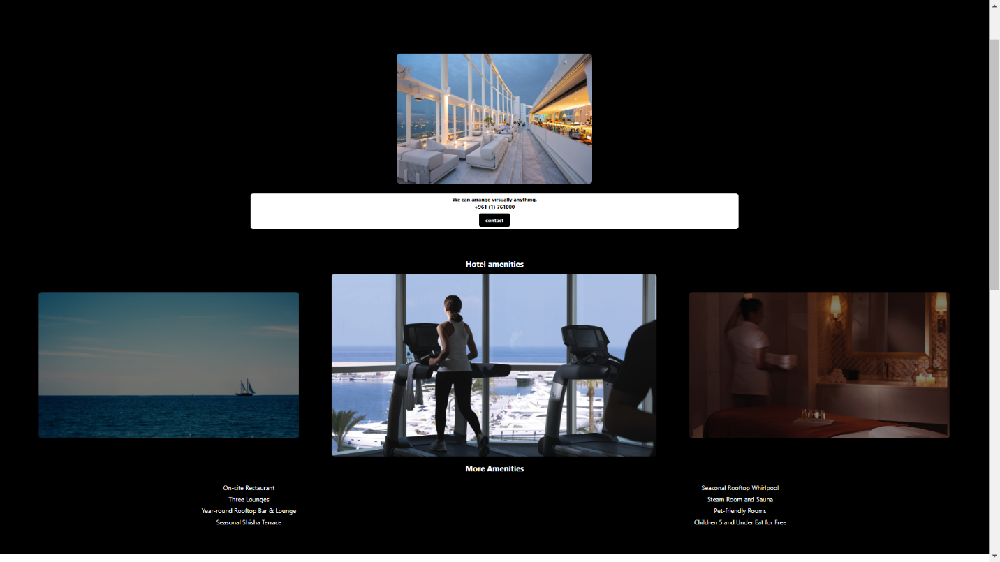 We can arrange virsually anything.
+961 (1) 761000
contact
Hotel amenities
More Amenities
On-site Restaurant
Three Lounges
Year-round Rooftop Bar & Lounge
Seasonal Shisha Terrace
Seasonal Rooftop Whirlpool
Steam Room and Sauna
Pet-friendly Rooms
Children 5 and Under Eat for Free